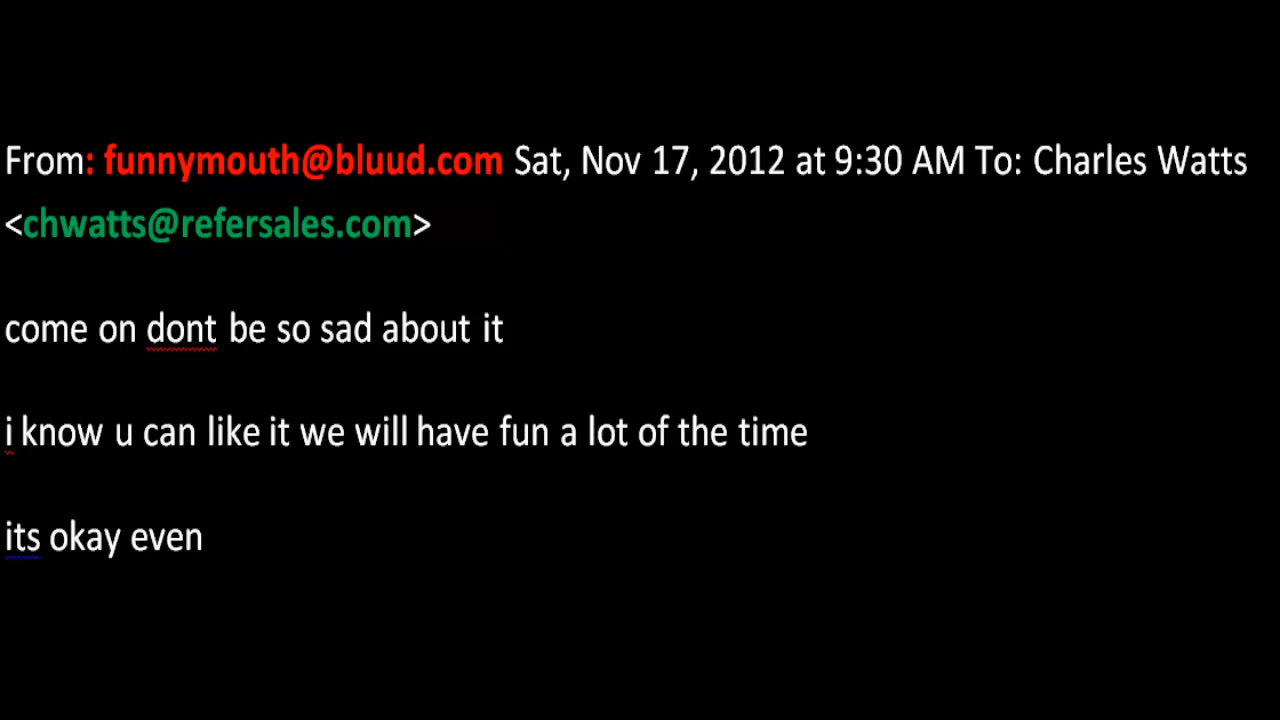 From: funnymouth@bluud.com Sat, Nov 17, 2012 at 9:30 AM To: Charles Watts
<chwatts@refersales.com>
come on dont be so sad about it
i know u can like it we will have fun a lot of the time
its okay even